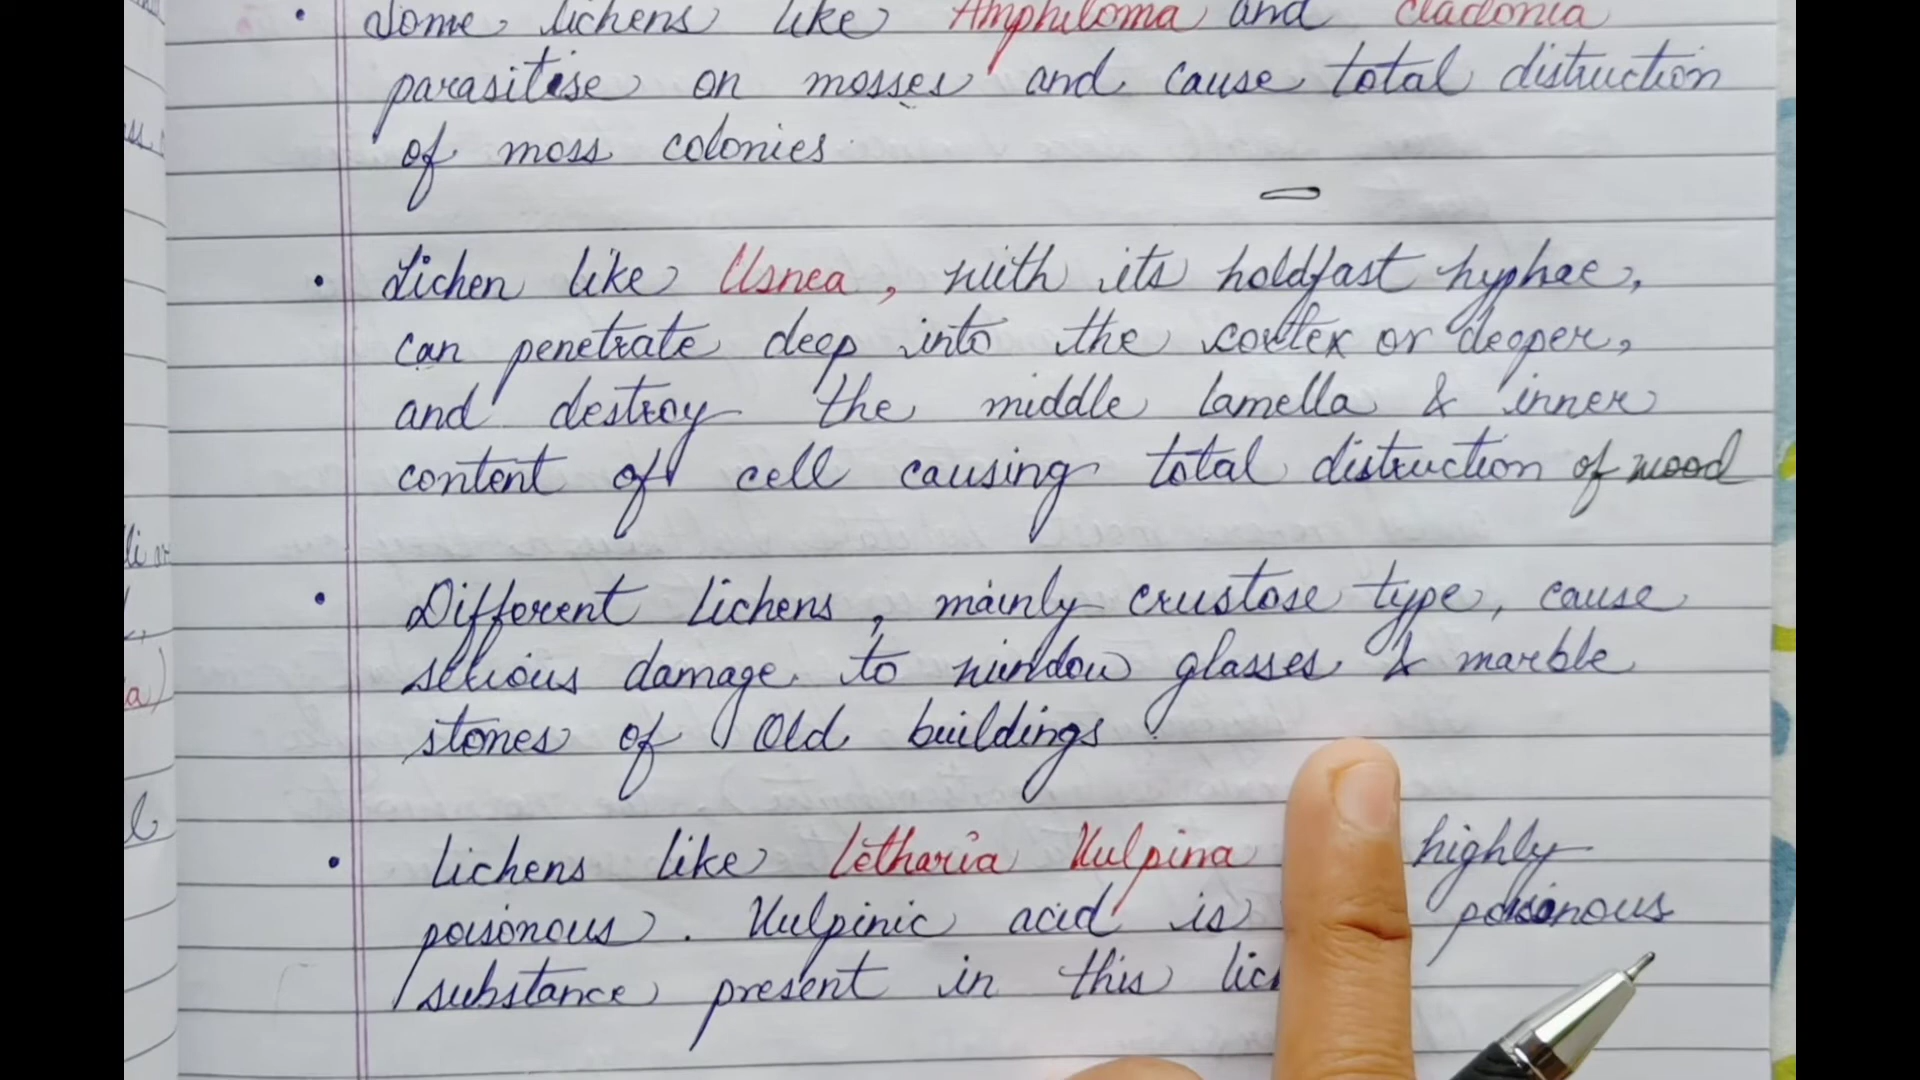 • Some lichens like Amphiloma and Cladonia
parasitise on mosses and cause total distruction
of moss colonies
• Lichen like Usnea, with its holdfast hyphae,
can penetrate deep into the cortex or deeper,
and destroy the middle lamella & inner
content of cell causing total distruction of wood
• Different lichens, mainly crustose type, cause
serious damage to window glasses & marble
stones of Old buildings.
• Lichens like Letharia Vulpina highly
poisonous. Vulpinic acid is poisonous
substance present in this